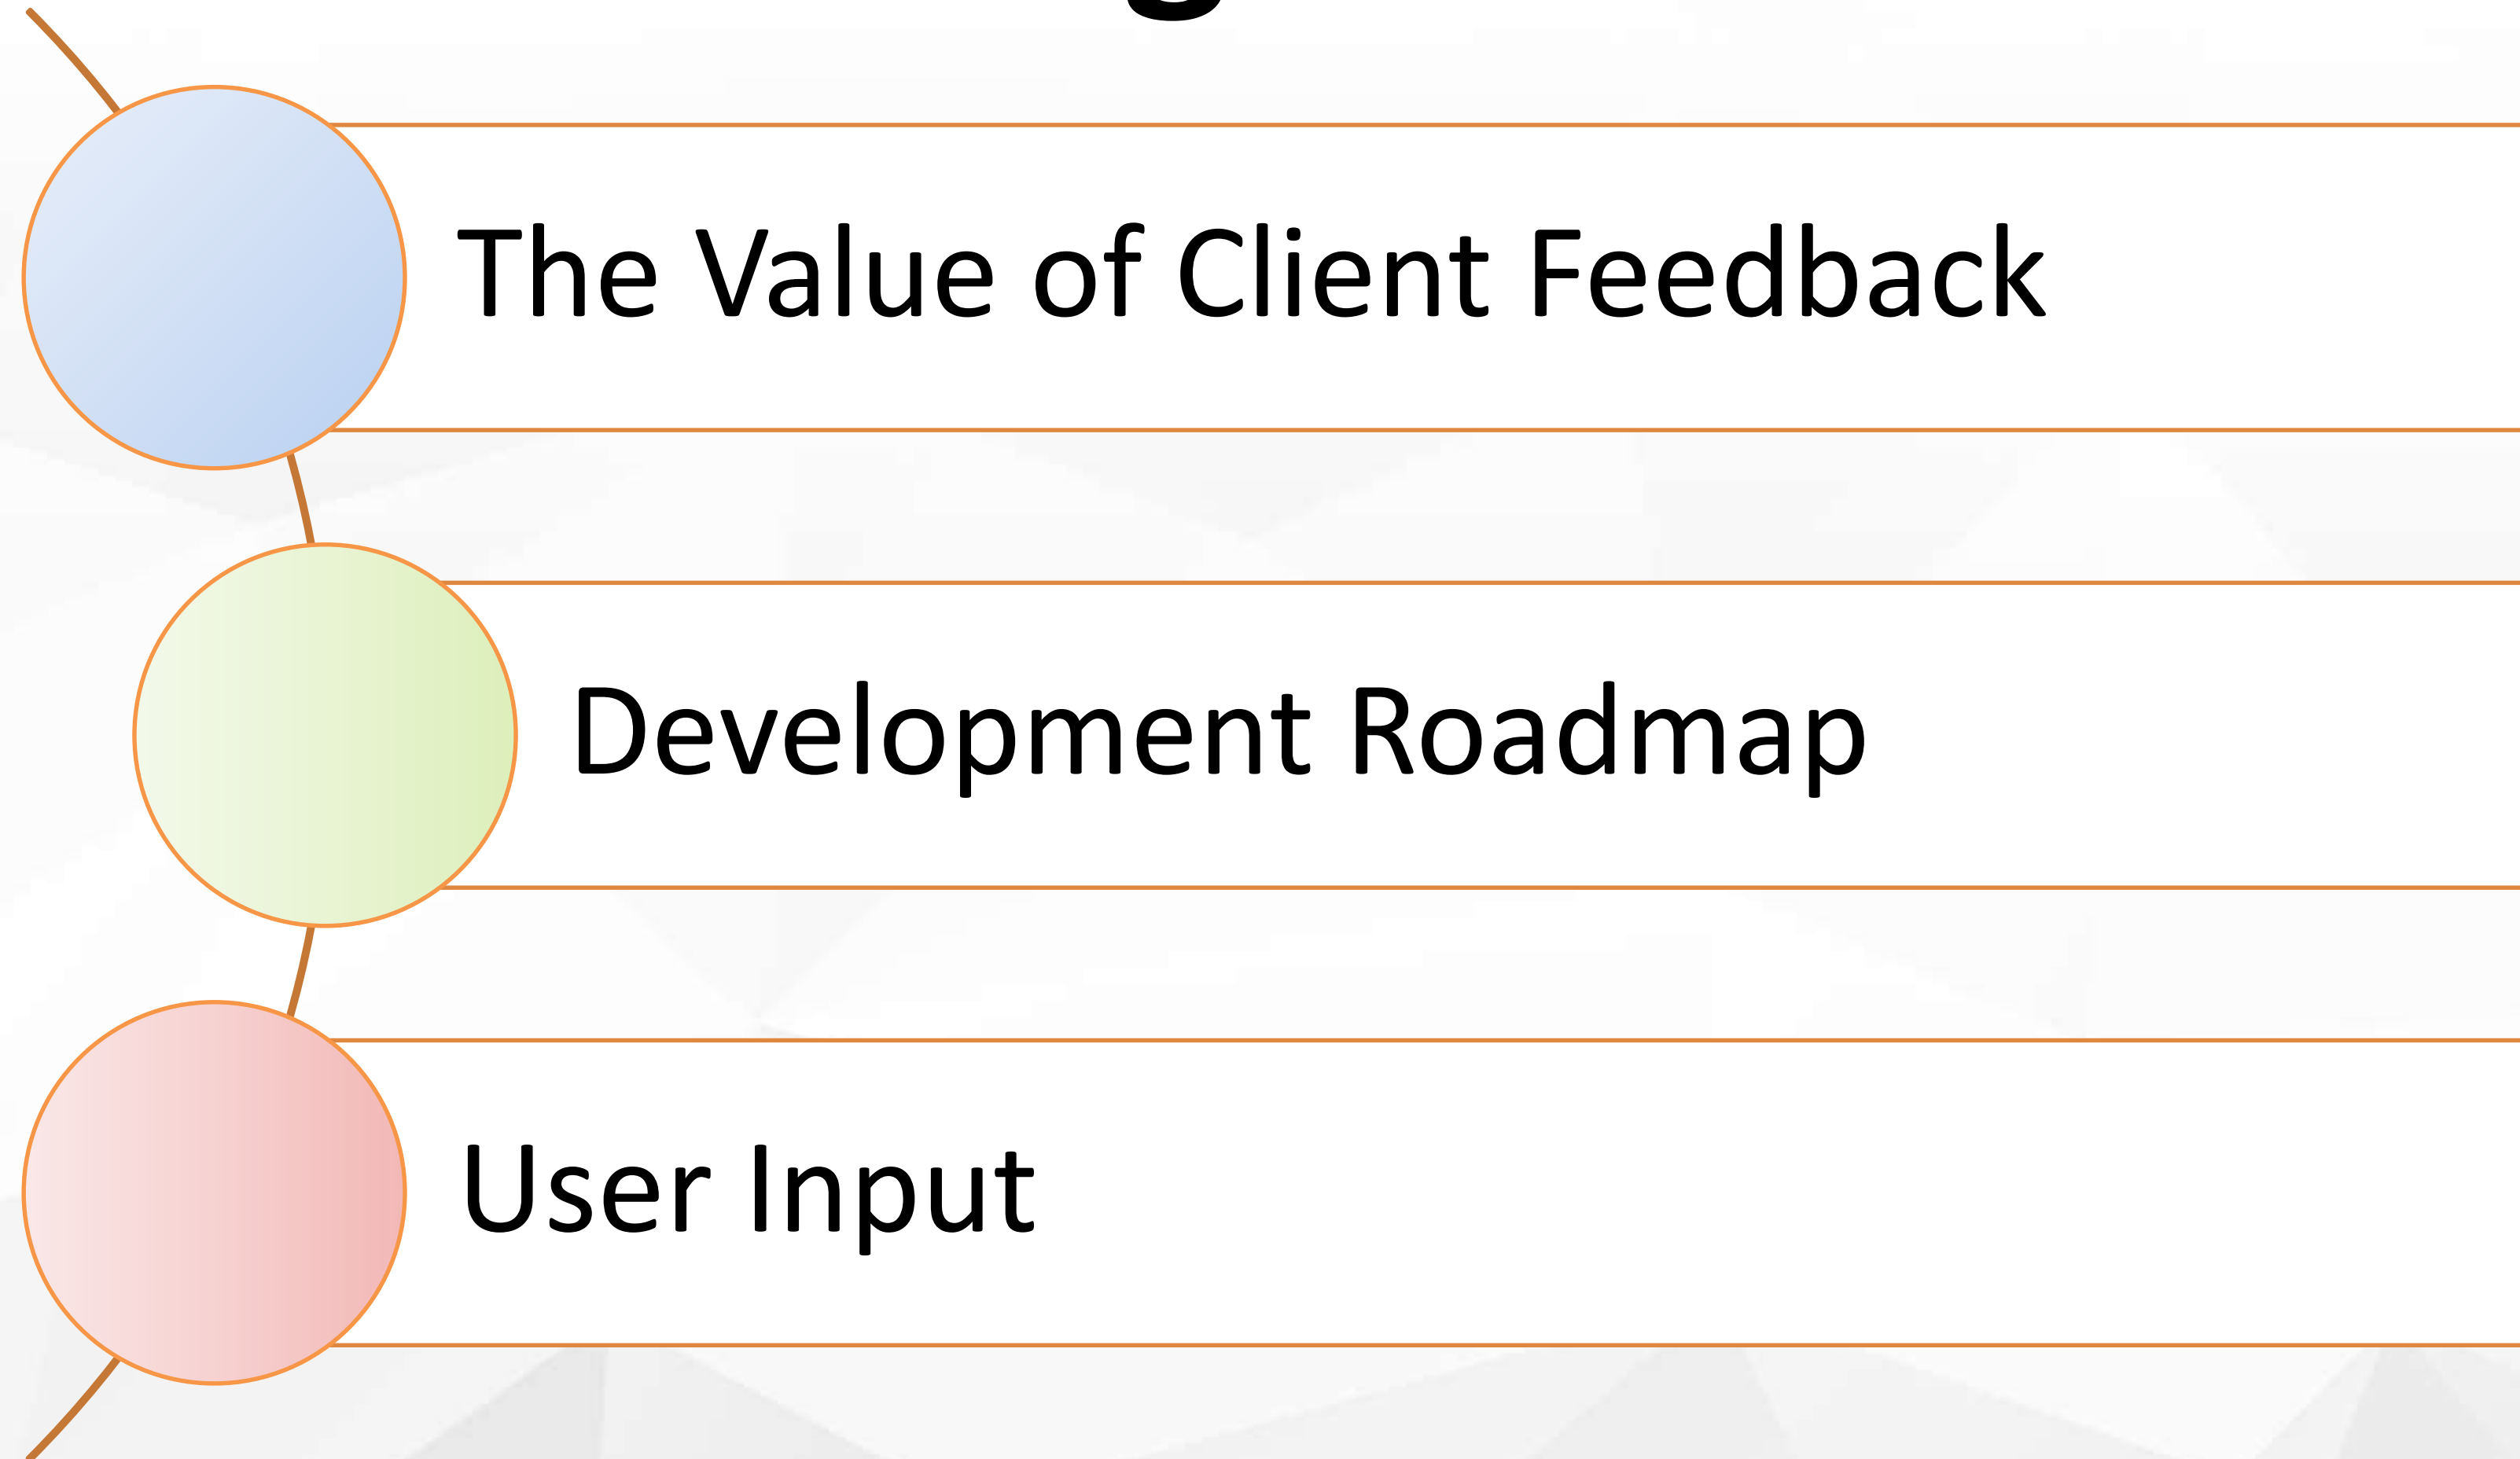 The Value of Client Feedback
Development Roadmap
User Input